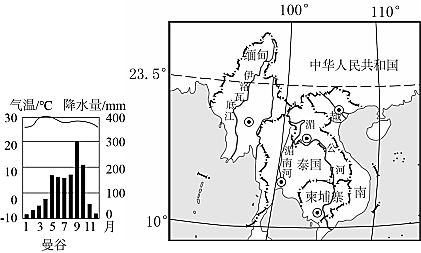 气温/℃ 降水量/mm
30 400
20 300
10 200
0 100
-10 0
1 3 5 7 9 11 月
曼谷
100° 110°
23.5°
10°
中华人民共和国
缅甸
伊洛瓦底江
越
南
湄公河
湄南河
泰国
柬埔寨